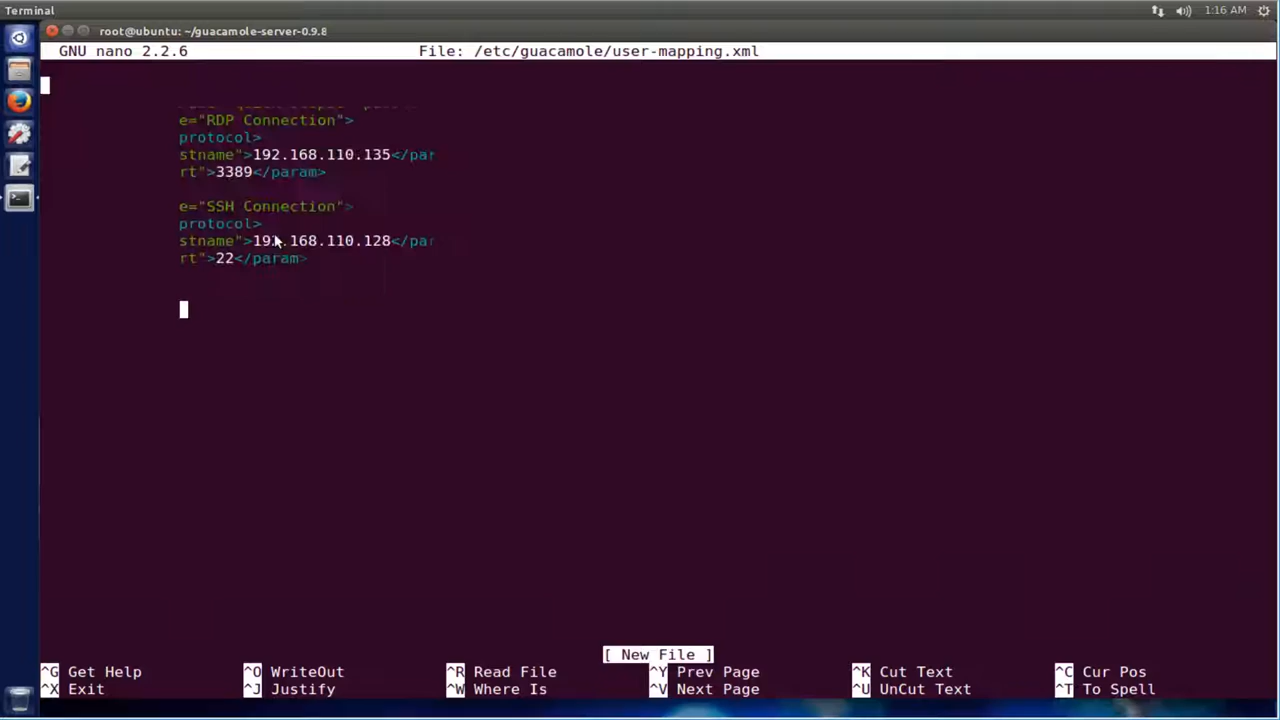 Terminal
1:16 AM
root@ubuntu: ~/guacamole-server-0.9.8
GNU nano 2.2.6 File: /etc/guacamole/user-mapping.xml
e="RDP Connection">
protocol>
stname">192.168.110.135</par
rt">3389</param>
e="SSH Connection">
protocol>
stname">192.168.110.128</par
rt">22</param>
[ New File ]
^G Get Help ^O WriteOut ^R Read File ^Y Prev Page ^K Cut Text ^C Cur Pos
^X Exit ^J Justify ^W Where Is ^V Next Page ^U UnCut Text ^T To Spell